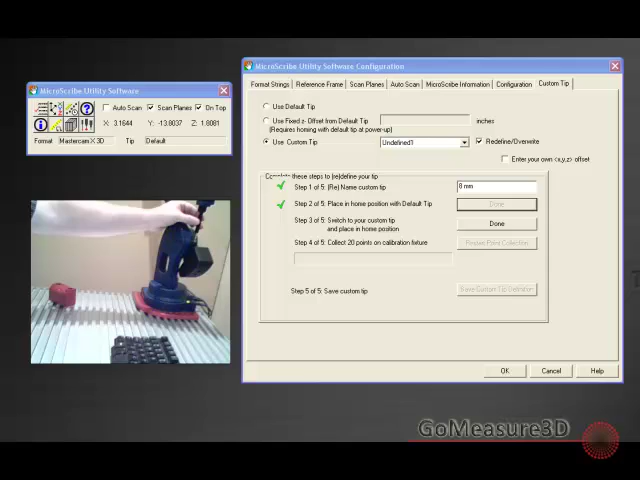 MicroScribe Utility Software
Auto Scan Scan Planes On Top
X: 3.1644 Y: -13.8037 Z: 1.8081
Format Mastercam X 3D Tip Default
MicroScribe Utility Software Configuration
Format Strings Reference Frame Scan Planes Auto Scan MicroScribe Information Configuration Custom Tip
Use Default Tip
Use Fixed z- Offset from Default Tip inches
(Requires homing with default tip at power-up)
Use Custom Tip Undefined1 Redefine/Overwrite
Enter your own <x,y,z> offset
Complete these steps to (re)define your tip
Step 1 of 5: (Re) Name custom tip 8 mm
Step 2 of 5: Place in home position with Default Tip Done
Step 3 of 5: Switch to your custom tip
and place in home position Done
Step 4 of 5: Collect 20 points on calibration fixture Restart Point Collection
Step 5 of 5: Save custom tip Save Custom Tip Definition
OK Cancel Help
GoMeasure3D